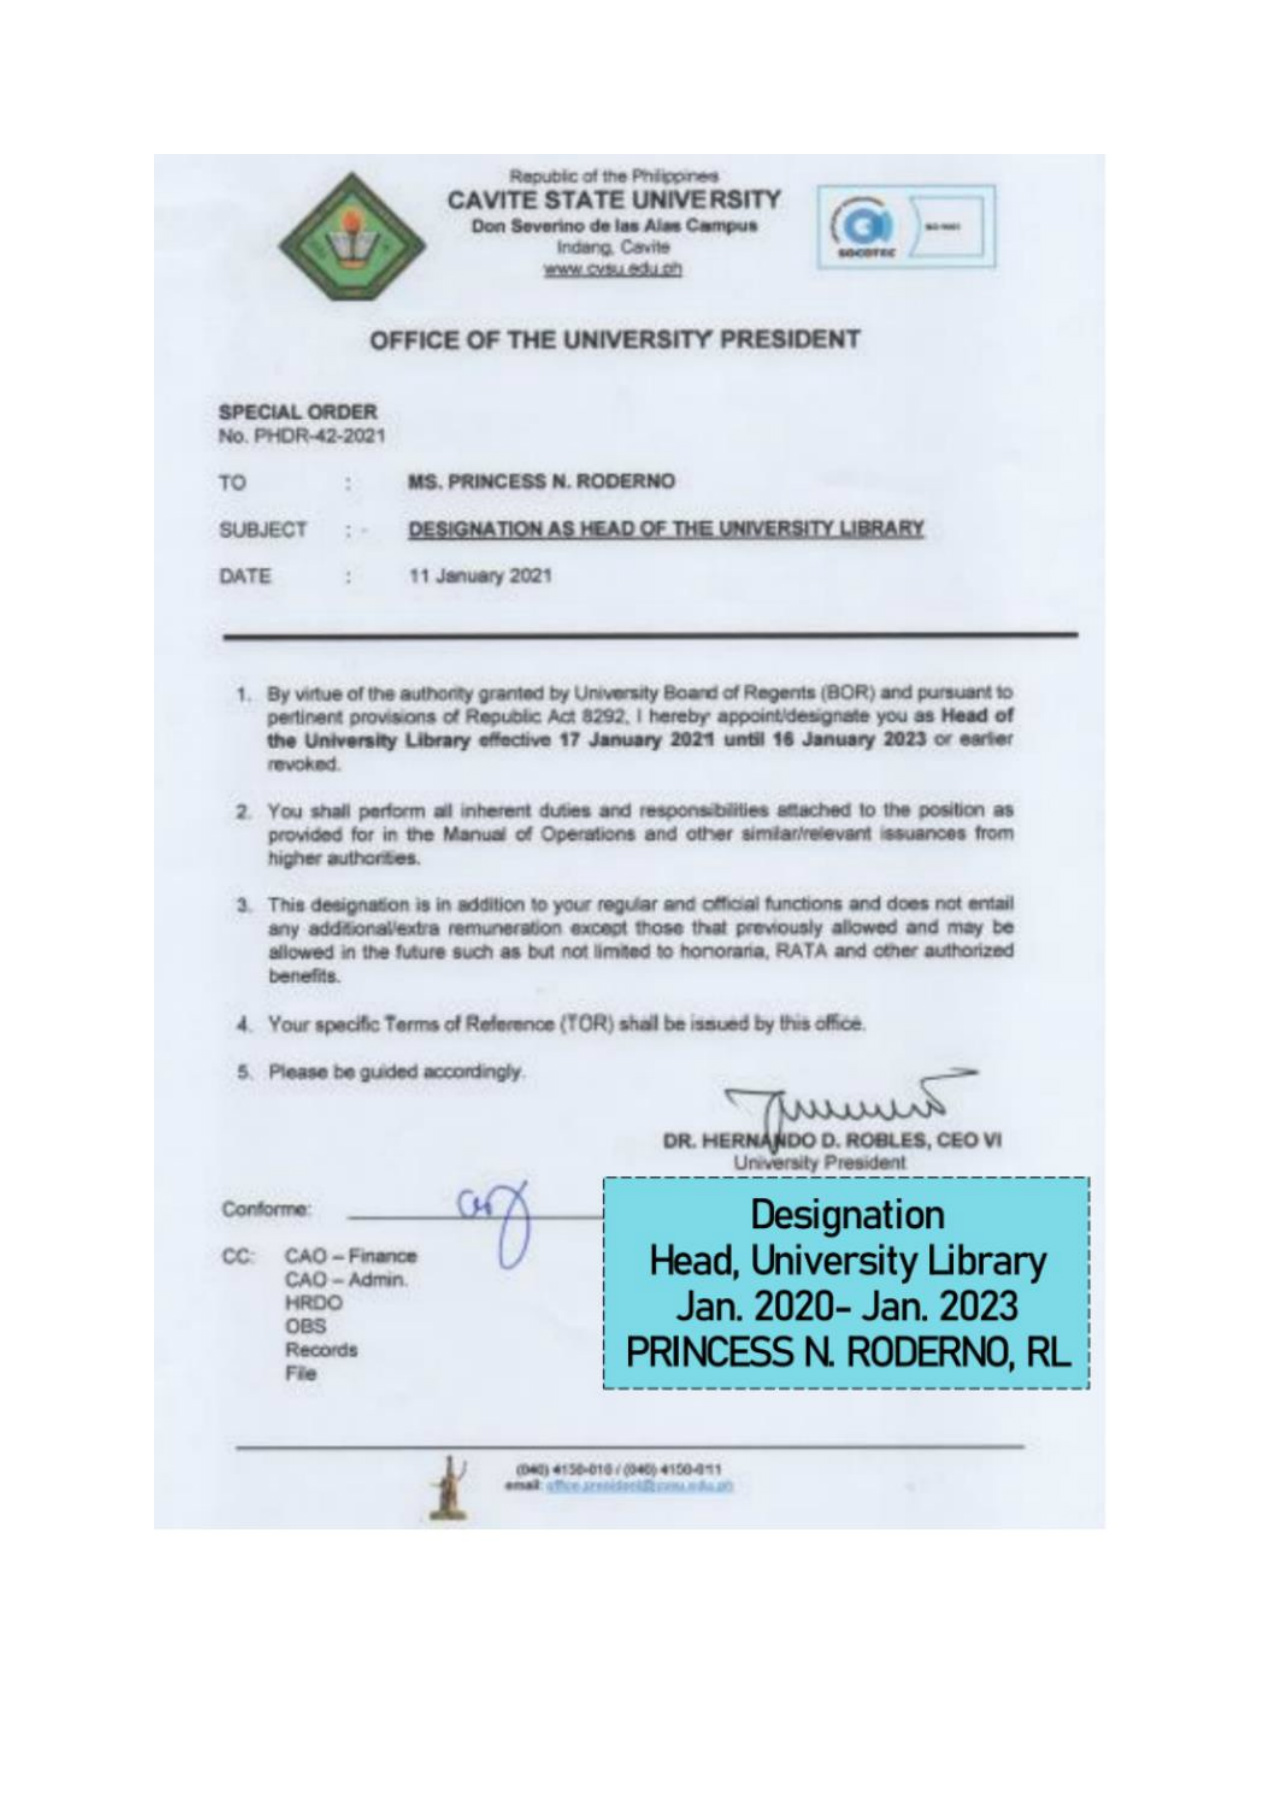 Republic of the Philippines
CAVITE STATE UNIVERSITY
Don Severino de las Alas Campus
Indang, Cavite
www.cvsu.edu.ph
SOCOTEC
OFFICE OF THE UNIVERSITY PRESIDENT
SPECIAL ORDER
No. PHDR-42-2021
TO : MS. PRINCESS N. RODERNO
SUBJECT : - DESIGNATION AS HEAD OF THE UNIVERSITY LIBRARY
DATE : 11 January 2021
1. By virtue of the authority granted by University Board of Regents (BOR) and pursuant to
pertinent provisions of Republic Act 8292, I hereby appoint/designate you as Head of
the University Library effective 17 January 2021 until 16 January 2023 or earlier
revoked.
2. You shall perform all inherent duties and responsibilities attached to the position as
provided for in the Manual of Operations and other similar/relevant issuances from
higher authorities.
3. This designation is in addition to your regular and official functions and does not entail
any additional/extra remuneration except those that previously allowed and may be
allowed in the future such as but not limited to honoraria, RATA and other authorized
benefits.
4. Your specific Terms of Reference (TOR) shall be issued by this office.
5. Please be guided accordingly.
DR. HERNANDO D. ROBLES, CEO VI
University President
Conforme:
CC: CAO – Finance
CAO – Admin.
HRDO
OBS
Records
File
Designation
Head, University Library
Jan. 2020- Jan. 2023
PRINCESS N. RODERNO, RL
(046) 4150-010 / (046) 4150-011
email: office.president@cvsu.edu.ph